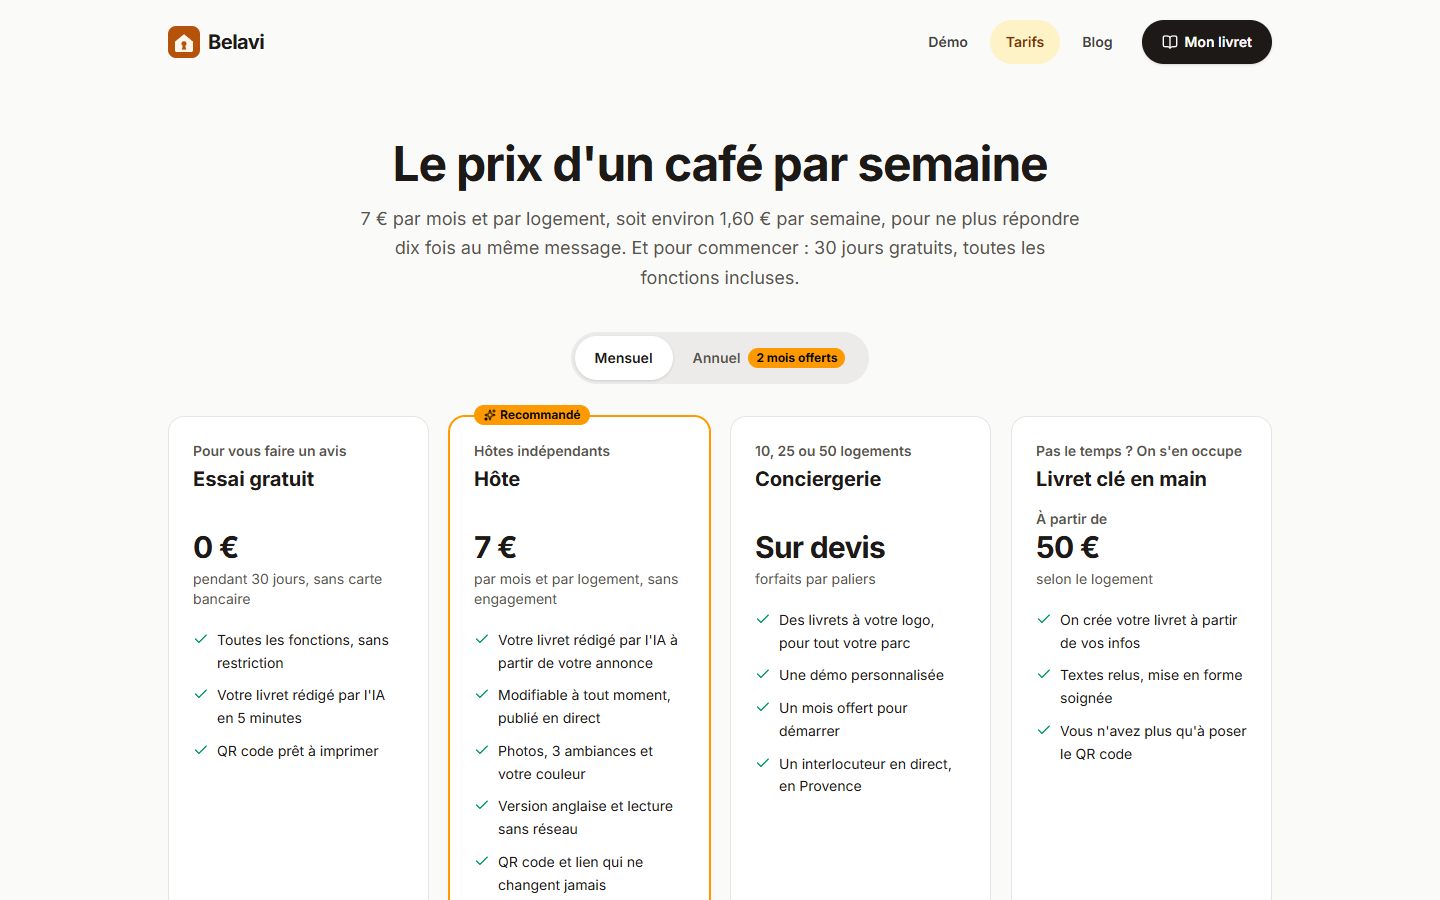 Belavi
Démo
Tarifs
Blog
Mon livret
Le prix d'un café par semaine
7 € par mois et par logement, soit environ 1,60 € par semaine, pour ne plus répondre
dix fois au même message. Et pour commencer : 30 jours gratuits, toutes les
fonctions incluses.
Mensuel
Annuel
2 mois offerts
Pour vous faire un avis
Essai gratuit
0 €
pendant 30 jours, sans carte
bancaire
Toutes les fonctions, sans
restriction
Votre livret rédigé par l'IA
en 5 minutes
QR code prêt à imprimer
Recommandé
Hôtes indépendants
Hôte
7 €
par mois et par logement, sans
engagement
Votre livret rédigé par l'IA à
partir de votre annonce
Modifiable à tout moment,
publié en direct
Photos, 3 ambiances et
votre couleur
Version anglaise et lecture
sans réseau
QR code et lien qui ne
changent jamais
10, 25 ou 50 logements
Conciergerie
Sur devis
forfaits par paliers
Des livrets à votre logo,
pour tout votre parc
Une démo personnalisée
Un mois offert pour
démarrer
Un interlocuteur en direct,
en Provence
Pas le temps ? On s'en occupe
Livret clé en main
À partir de
50 €
selon le logement
On crée votre livret à partir
de vos infos
Textes relus, mise en forme
soignée
Vous n'avez plus qu'à poser
le QR code